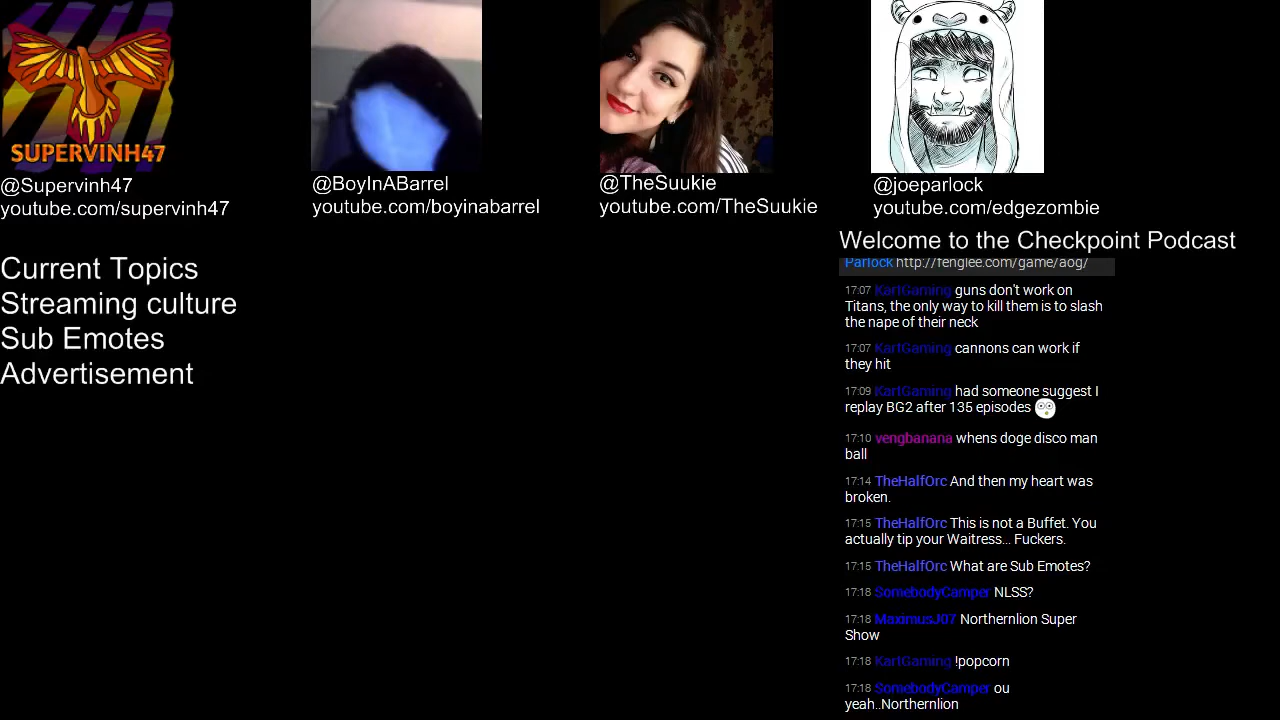 SUPERVINH47
@Supervinh47
youtube.com/supervinh47
@BoyInABarrel
youtube.com/boyinabarrel
@TheSuukie
youtube.com/TheSuukie
@joeparlock
youtube.com/edgezombie
Current Topics
Streaming culture
Sub Emotes
Advertisement
Welcome to the Checkpoint Podcast
Parlock http://fenglee.com/game/aog/
17:07 Kar1Gaming guns don't work on
Titans, the only way to kill them is to slash
the nape of their neck
17:07 Kar1Gaming cannons can work if
they hit
17:09 Kar1Gaming had someone suggest I
replay BG2 after 135 episodes
17:10 vengbanana whens doge disco man
ball
17:14 TheHalfOrc And then my heart was
broken.
17:15 TheHalfOrc This is not a Buffet. You
actually tip your Waitress... Fuckers.
17:15 TheHalfOrc What are Sub Emotes?
17:18 SomebodyCamper NLSS?
17:18 MaximusJ07 Northernlion Super
Show
17:18 Kar1Gaming !popcorn
17:18 SomebodyCamper ou
yeah..Northernlion